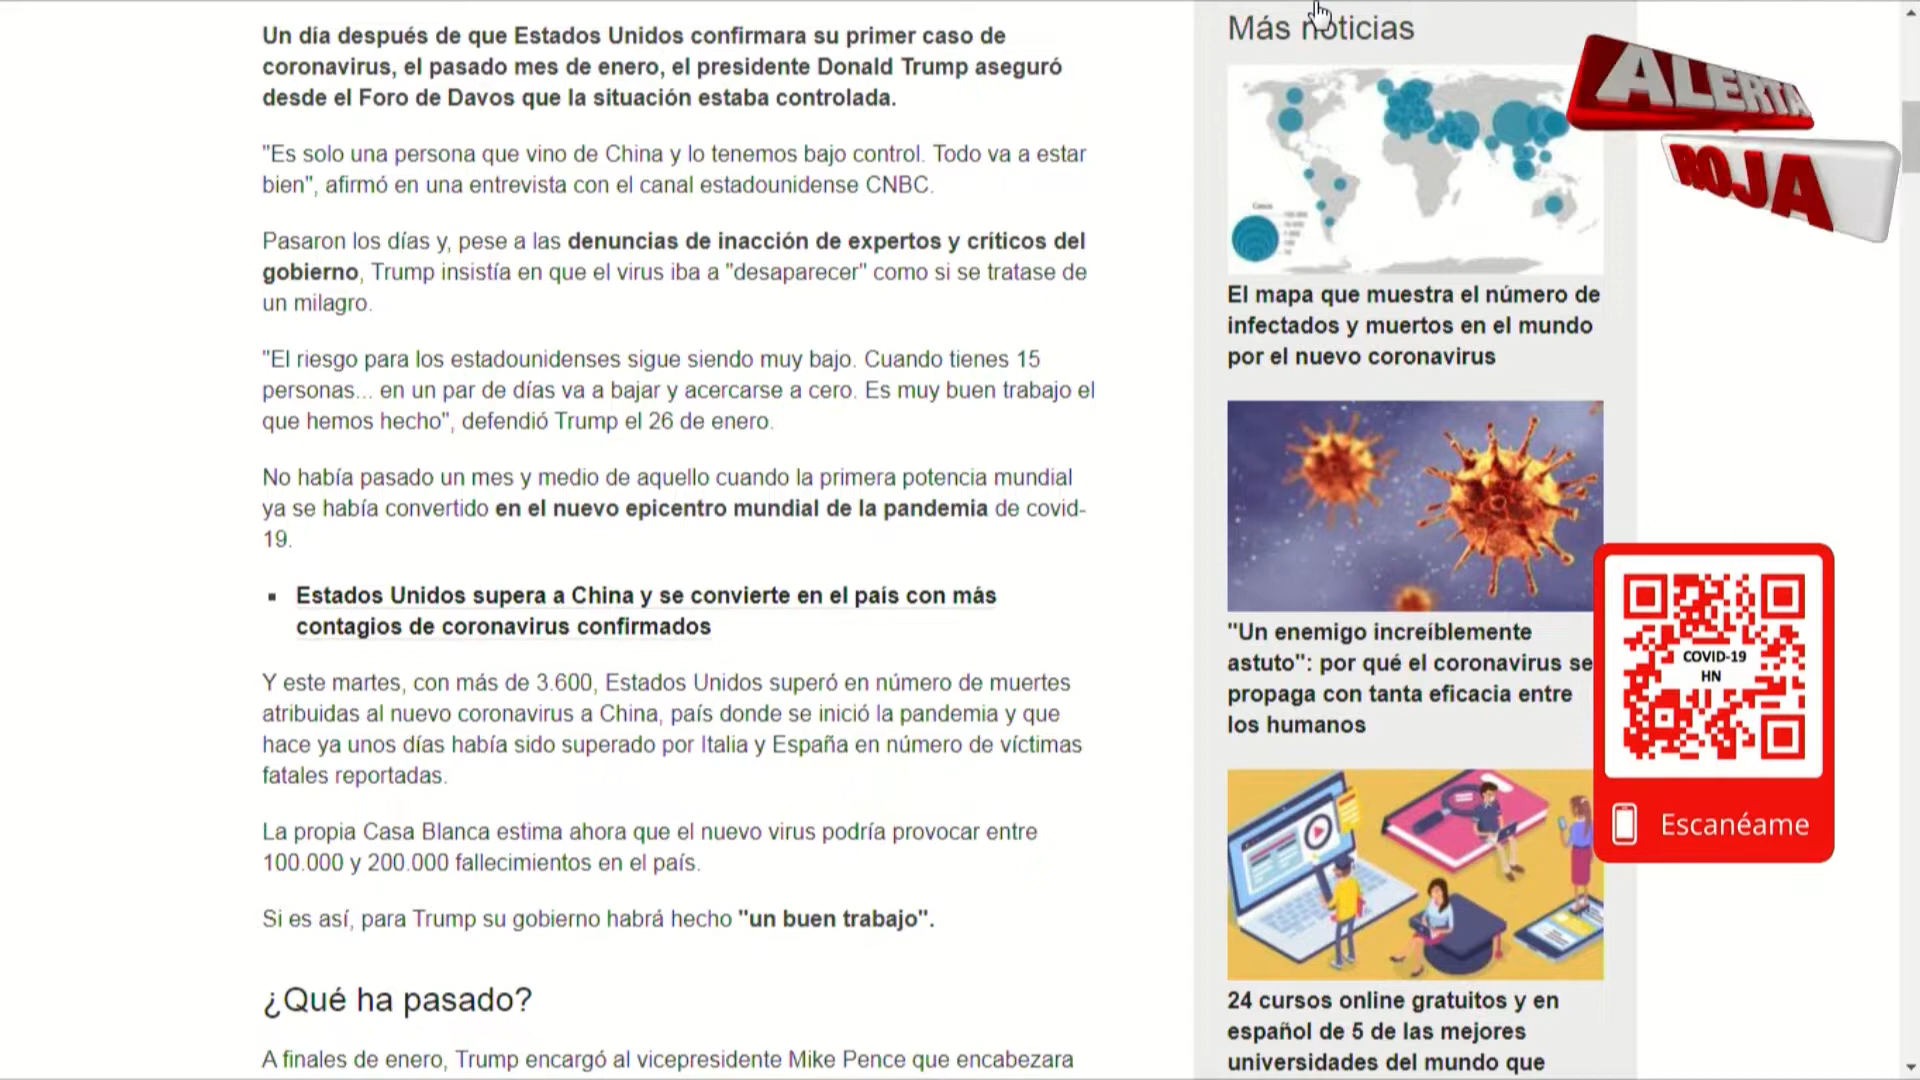 Un día después de que Estados Unidos confirmara su primer caso de
coronavirus, el pasado mes de enero, el presidente Donald Trump aseguró
desde el Foro de Davos que la situación estaba controlada.
"Es solo una persona que vino de China y lo tenemos bajo control. Todo va a estar
bien", afirmó en una entrevista con el canal estadounidense CNBC.
Pasaron los días y, pese a las denuncias de inacción de expertos y críticos del
gobierno, Trump insistía en que el virus iba a "desaparecer" como si se tratase de
un milagro.
"El riesgo para los estadounidenses sigue siendo muy bajo. Cuando tienes 15
personas... en un par de días va a bajar y acercarse a cero. Es muy buen trabajo el
que hemos hecho", defendió Trump el 26 de enero.
No había pasado un mes y medio de aquello cuando la primera potencia mundial
ya se había convertido en el nuevo epicentro mundial de la pandemia de covid-
19.
▪ Estados Unidos supera a China y se convierte en el país con más
contagios de coronavirus confirmados
Y este martes, con más de 3.600, Estados Unidos superó en número de muertes
atribuidas al nuevo coronavirus a China, país donde se inició la pandemia y que
hace ya unos días había sido superado por Italia y España en número de víctimas
fatales reportadas.
La propia Casa Blanca estima ahora que el nuevo virus podría provocar entre
100.000 y 200.000 fallecimientos en el país.
Si es así, para Trump su gobierno habrá hecho "un buen trabajo".
¿Qué ha pasado?
A finales de enero, Trump encargó al vicepresidente Mike Pence que encabezara
Más noticias
Casos
El mapa que muestra el número de
infectados y muertos en el mundo
por el nuevo coronavirus
"Un enemigo increíblemente
astuto": por qué el coronavirus se
propaga con tanta eficacia entre
los humanos
24 cursos online gratuitos y en
español de 5 de las mejores
universidades del mundo que
ALERTA
ROJA
COVID-19
HN
Escanéame